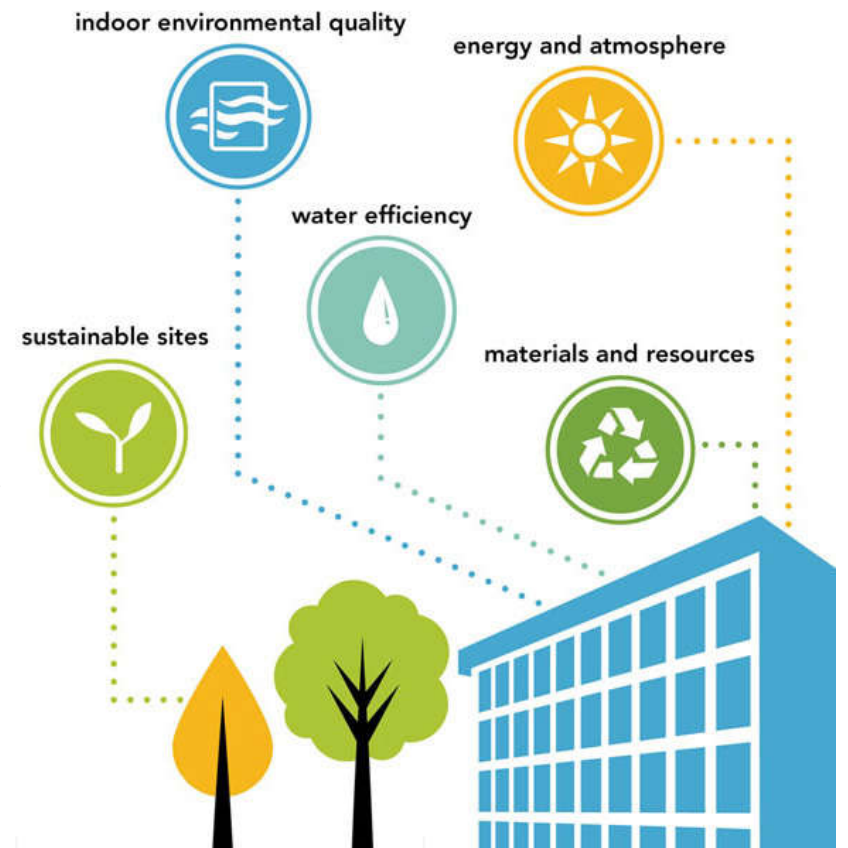 indoor environmental quality
energy and atmosphere
water efficiency
sustainable sites
materials and resources